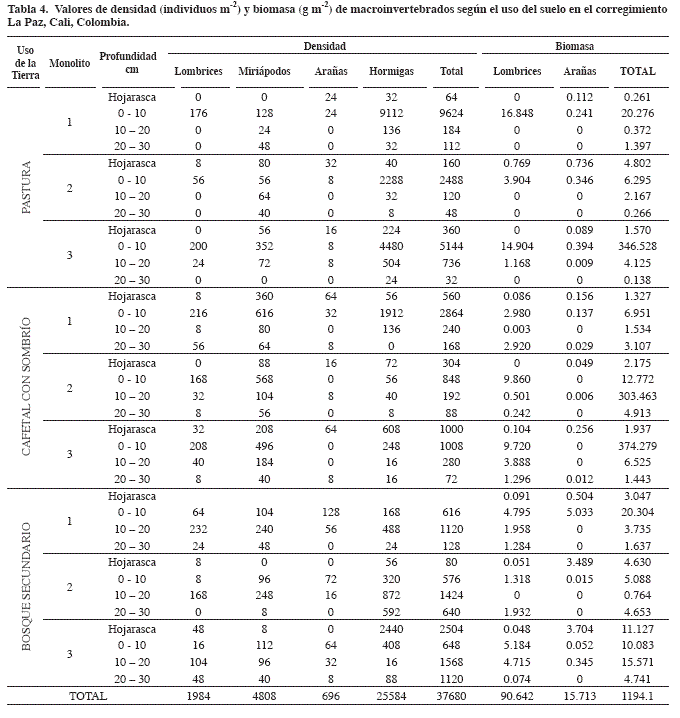 Tabla 4. Valores de densidad (individuos m-2) y biomasa (g m-2) de macroinvertebrados según el uso del suelo en el corregimiento
La Paz, Cali, Colombia.
Uso de la Tierra Monolito Profundidad cm Densidad Biomasa
Lombrices Miriápodos Arañas Hormigas Total Lombrices Arañas TOTAL
PASTURA
1
Hojarasca 0 0 24 32 64 0 0.112 0.261
0 - 10 176 128 24 9112 9624 16.848 0.241 20.276
10 – 20 0 24 0 136 184 0 0 0.372
20 – 30 0 48 0 32 112 0 0 1.397
2
Hojarasca 8 80 32 40 160 0.769 0.736 4.802
0 - 10 56 56 8 2288 2488 3.904 0.346 6.295
10 – 20 0 64 0 32 120 0 0 2.167
20 – 30 0 40 0 8 48 0 0 0.266
3
Hojarasca 0 56 16 224 360 0 0.089 1.570
0 - 10 200 352 8 4480 5144 14.904 0.394 346.528
10 – 20 24 72 8 504 736 1.168 0.009 4.125
20 – 30 0 0 0 24 32 0 0 0.138
CAFETAL CON SOMBRÍO
1
Hojarasca 8 360 64 56 560 0.086 0.156 1.327
0 - 10 216 616 32 1912 2864 2.980 0.137 6.951
10 – 20 8 80 0 136 240 0.003 0 1.534
20 – 30 56 64 8 0 168 2.920 0.029 3.107
2
Hojarasca 0 88 16 72 304 0 0.049 2.175
0 - 10 168 568 0 56 848 9.860 0 12.772
10 – 20 32 104 8 40 192 0.501 0.006 303.463
20 – 30 8 56 0 8 88 0.242 0 4.913
3
Hojarasca 32 208 64 608 1000 0.104 0.256 1.937
0 - 10 208 496 0 248 1008 9.720 0 374.279
10 – 20 40 184 0 16 280 3.888 0 6.525
20 – 30 8 40 8 16 72 1.296 0.012 1.443
BOSQUE SECUNDARIO
1
Hojarasca 0.091 0.504 3.047
0 - 10 64 104 128 168 616 4.795 5.033 20.304
10 – 20 232 240 56 488 1120 1.958 0 3.735
20 – 30 24 48 0 24 128 1.284 0 1.637
2
Hojarasca 8 0 0 56 80 0.051 3.489 4.630
0 - 10 8 96 72 320 576 1.318 0.015 5.088
10 – 20 168 248 16 872 1424 0 0 0.764
20 – 30 0 8 0 592 640 1.932 0 4.653
3
Hojarasca 48 8 0 2440 2504 0.048 3.704 11.127
0 - 10 16 112 64 408 648 5.184 0.052 10.083
10 – 20 104 96 32 16 1568 4.715 0.345 15.571
20 – 30 48 40 8 88 1120 0.074 0 4.741
TOTAL 1984 4808 696 25584 37680 90.642 15.713 1194.1